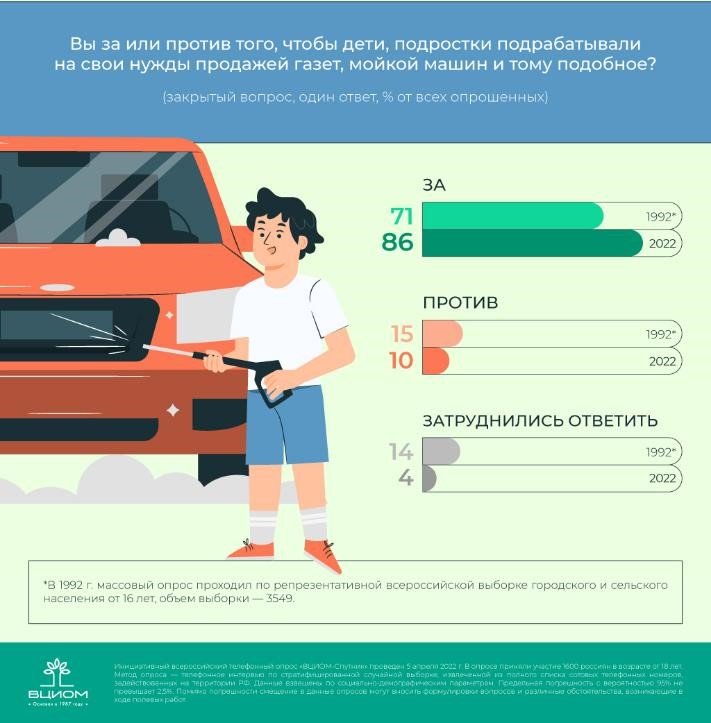 Вы за или против того, чтобы дети, подростки подрабатывали
на свои нужды продажей газет, мойкой машин и тому подобное?
(закрытый вопрос, один ответ, % от всех опрошенных)
ЗА
71 1992*
86 2022
ПРОТИВ
15 1992*
10 2022
ЗАТРУДНИЛИСЬ ОТВЕТИТЬ
14 1992*
4 2022
*В 1992 г. массовый опрос проходил по репрезентативной всероссийской выборке городского и сельского
населения от 16 лет, объем выборки — 3549.
Инициативный всероссийский телефонный опрос «ВЦИОМ-Спутник» проведен 5 апреля 2022 г. В опросе приняли участие 1600 россиян в возрасте от 18 лет.
Метод опроса — телефонное интервью по стратифицированной случайной выборке, извлеченной из полного списка сотовых телефонных номеров,
задействованных на территории РФ. Данные взвешены по социально-демографическим параметрам. Предельная погрешность с вероятностью 95% не
превышает 2,5%. Помимо погрешности смещение в данные опросов могут вносить формулировки вопросов и различные обстоятельства, возникающие в
ходе полевых работ.
ВЦИОМ
Основан в 1987 году